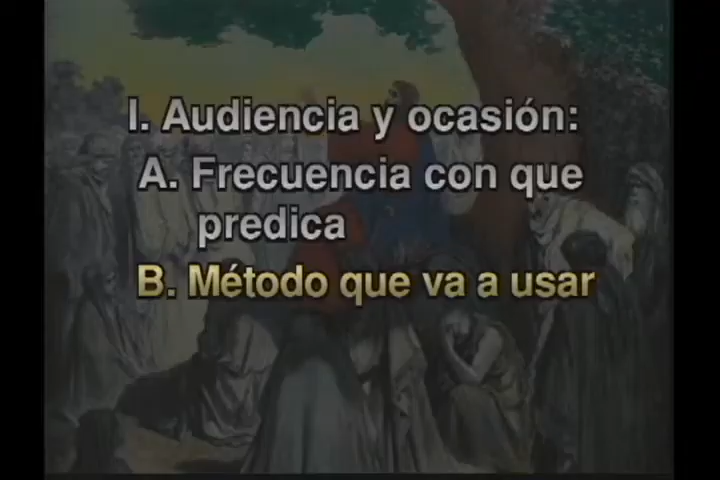 I. Audiencia y ocasión:
A. Frecuencia con que
predica
B. Método que va a usar